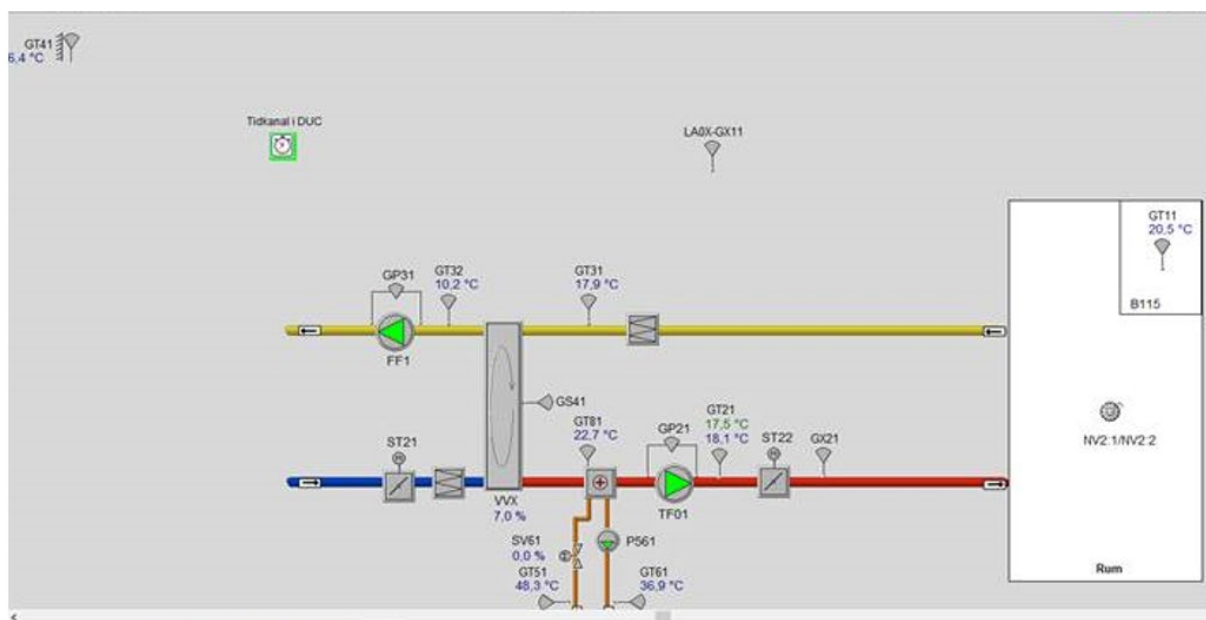 GT41
6,4 °C
Tidkanal i DUC
LA0X-GX11
GT11
20,5 °C
B115
GP31
GT32
10,2 °C
GT31
17,9 °C
FF1
GS41
ST21
GT81
22,7 °C
GP21
GT21
17,5 °C
18,1 °C
ST22
GX21
NV2:1/NV2:2
VVX
7,0 %
TF01
SV61
0,0 %
P561
GT51
48,3 °C
GT61
36,9 °C
Rum